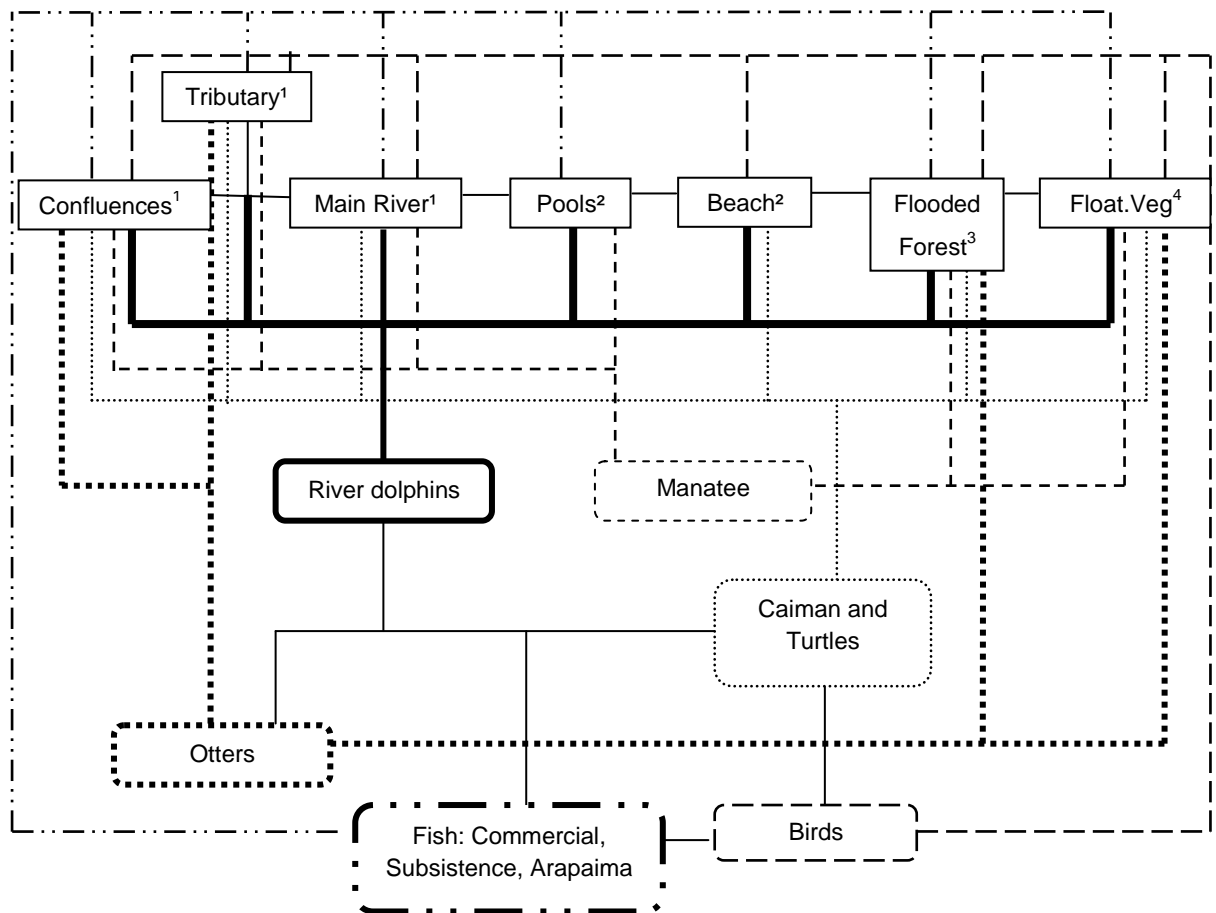 Tributary¹
Confluences¹
Main River¹
Pools²
Beach²
Flooded
Forest³
Float.Veg⁴
River dolphins
Manatee
Caiman and
Turtles
Otters
Fish: Commercial,
Subsistence, Arapaima
Birds